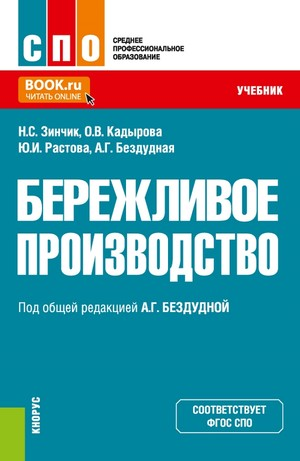 СПО
СРЕДНЕЕ
ПРОФЕССИОНАЛЬНОЕ
ОБРАЗОВАНИЕ
BOOK.ru
ЧИТАТЬ ONLINE
УЧЕБНИК
Н.С. Зинчик, О.В. Кадырова
Ю.И. Растова, А.Г. Бездудная
БЕРЕЖЛИВОЕ
ПРОИЗВОДСТВО
Под общей редакцией А.Г. БЕЗДУДНОЙ
КНОРУС
СООТВЕТСТВУЕТ
ФГОС СПО